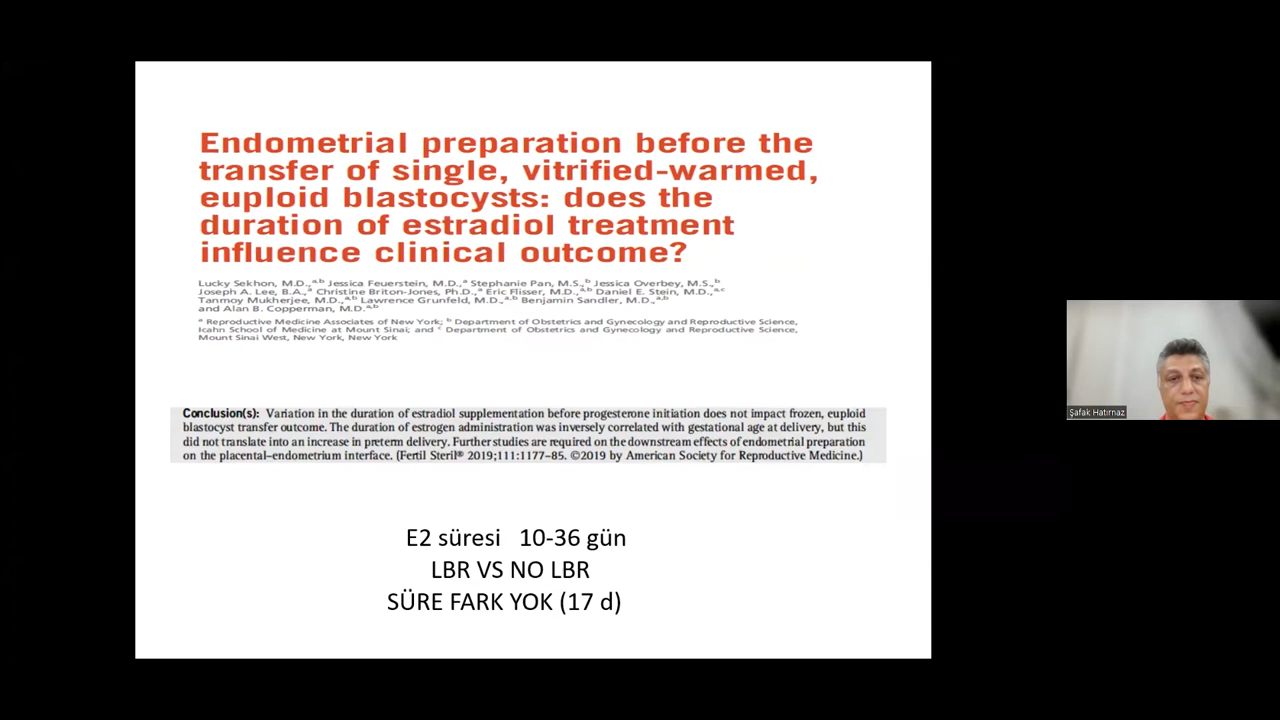 Endometrial preparation before the
transfer of single, vitrified-warmed,
euploid blastocysts: does the
duration of estradiol treatment
influence clinical outcome?
Lucky Sekhon, M.D.,a,b Jessica Feuerstein, M.D.,a Stephanie Pan, M.S.,b Jessica Overbey, M.S.,b
Joseph A. Lee, B.A.,a Christine Briton-Jones, Ph.D.,a Eric Flisser, M.D.,a,b Daniel E. Stein, M.D.,a,c
Tanmoy Mukherjee, M.D.,a,b Lawrence Grunfeld, M.D.,a,b Benjamin Sandler, M.D.,a,b
and Alan B. Copperman, M.D.a,b
a Reproductive Medicine Associates of New York; b Department of Obstetrics and Gynecology and Reproductive Science,
Icahn School of Medicine at Mount Sinai; and c Department of Obstetrics and Gynecology and Reproductive Science,
Mount Sinai West, New York, New York
Conclusion(s): Variation in the duration of estradiol supplementation before progesterone initiation does not impact frozen, euploid
blastocyst transfer outcome. The duration of estrogen administration was inversely correlated with gestational age at delivery, but this
did not translate into an increase in preterm delivery. Further studies are required on the downstream effects of endometrial preparation
on the placental–endometrium interface. (Fertil Steril® 2019;111:1177–85. ©2019 by American Society for Reproductive Medicine.)
E2 süresi 10-36 gün
LBR VS NO LBR
SÜRE FARK YOK (17 d)
Şafak Hatırnaz